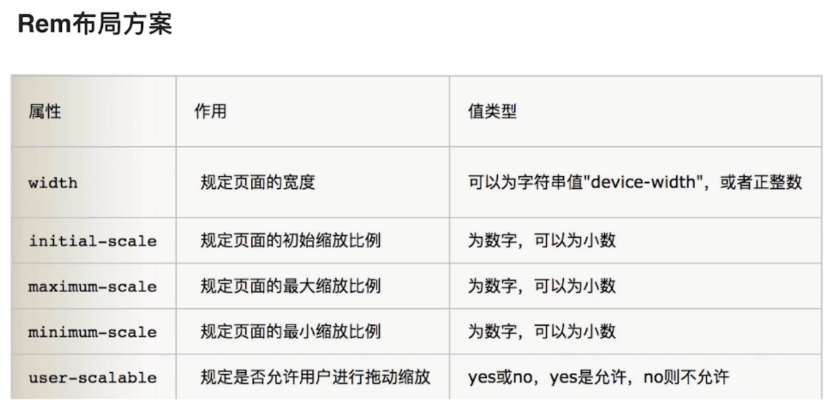 Rem布局方案
属性 作用 值类型
width 规定页面的宽度 可以为字符串值"device-width"，或者正整数
initial-scale 规定页面的初始缩放比例 为数字，可以为小数
maximum-scale 规定页面的最大缩放比例 为数字，可以为小数
minimum-scale 规定页面的最小缩放比例 为数字，可以为小数
user-scalable 规定是否允许用户进行拖动缩放 yes或no，yes是允许，no则不允许